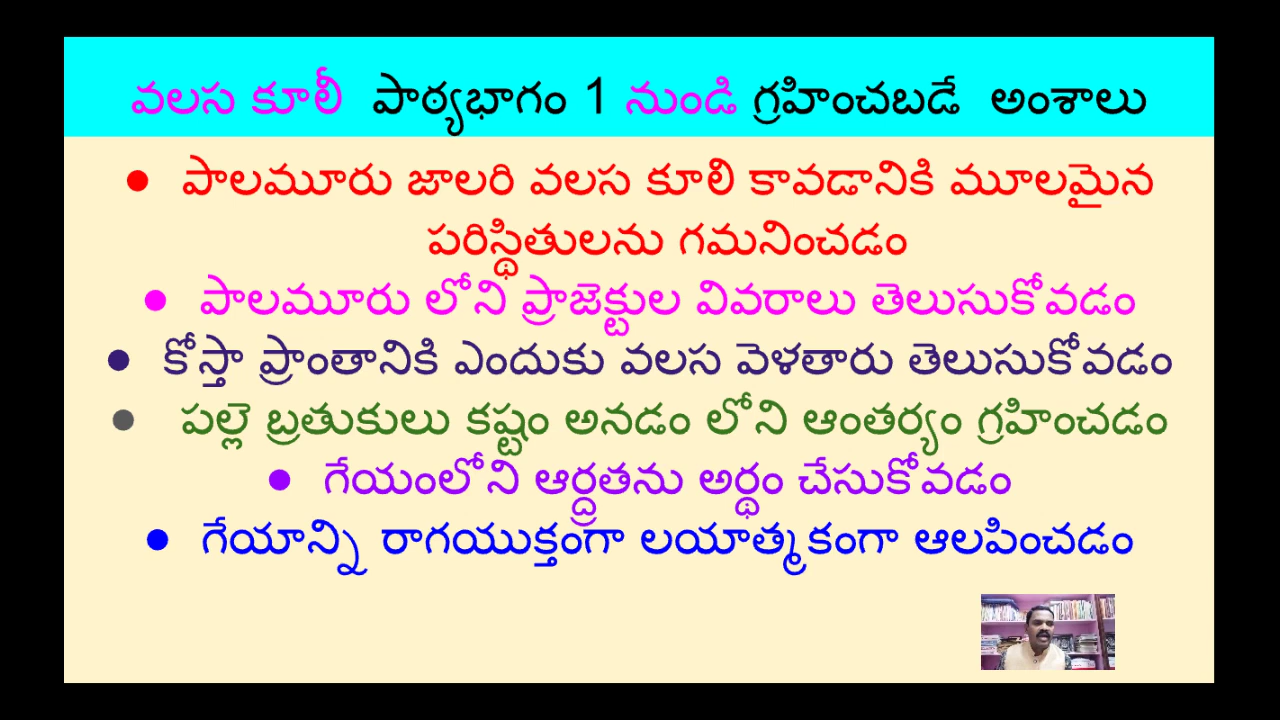 వలస కూలీ పాఠ్యభాగం 1 నుండి గ్రహించబడే అంశాలు
● పాలమూరు జాలరి వలస కూలి కావడానికి మూలమైన
పరిస్థితులను గమనించడం
● పాలమూరు లోని ప్రాజెక్టుల వివరాలు తెలుసుకోవడం
● కోస్తా ప్రాంతానికి ఎందుకు వలస వెళతారు తెలుసుకోవడం
● పల్లె బ్రతుకులు కష్టం అనడం లోని ఆంతర్యం గ్రహించడం
● గేయంలోని ఆర్ద్రతను అర్థం చేసుకోవడం
● గేయాన్ని రాగయుక్తంగా లయాత్మకంగా ఆలపించడం